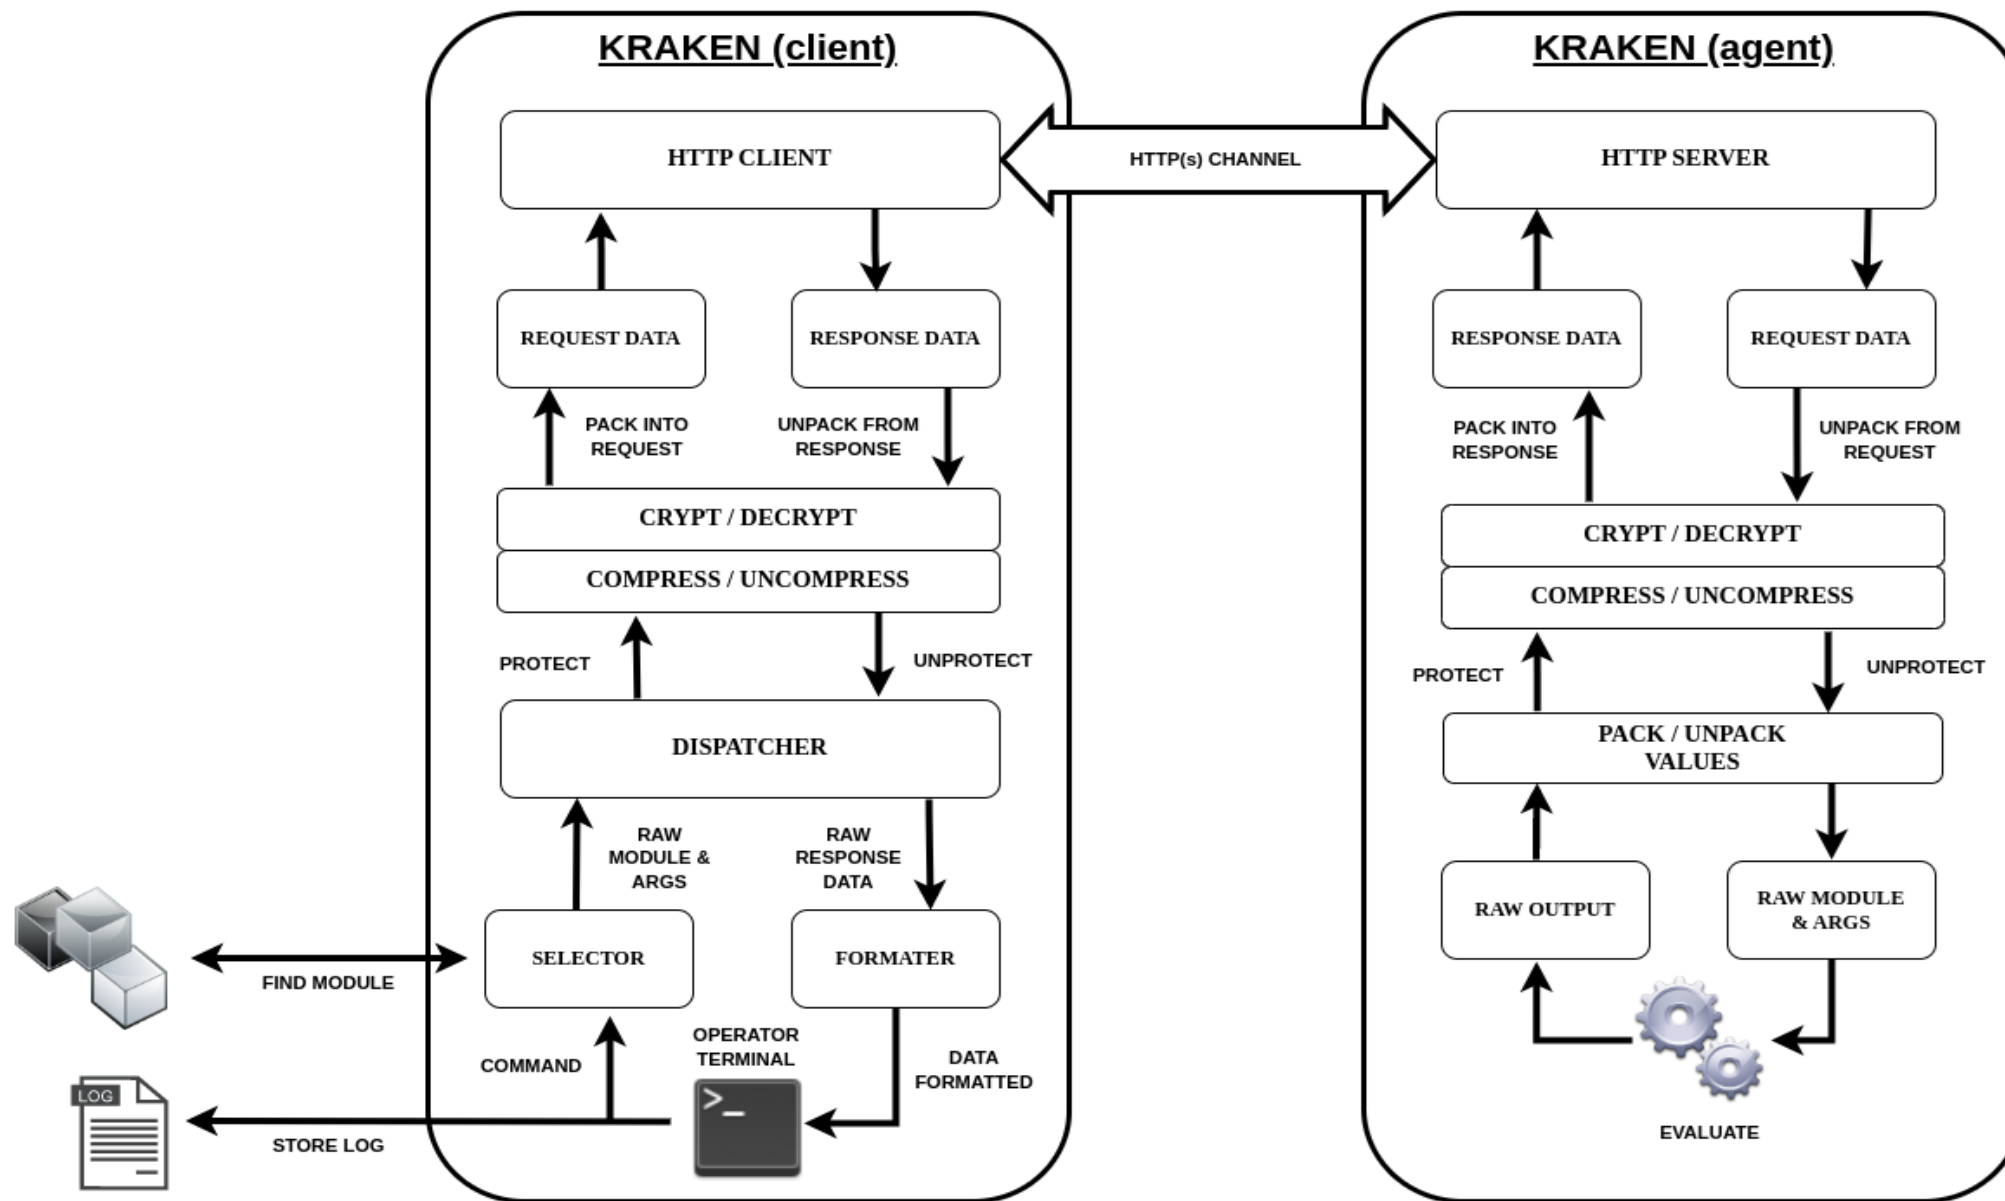 KRAKEN (client)
HTTP CLIENT
REQUEST DATA
RESPONSE DATA
PACK INTO
REQUEST
UNPACK FROM
RESPONSE
CRYPT / DECRYPT
COMPRESS / UNCOMPRESS
PROTECT
UNPROTECT
DISPATCHER
RAW
MODULE &
ARGS
RAW
RESPONSE
DATA
SELECTOR
FORMATER
FIND MODULE
COMMAND
OPERATOR
TERMINAL
>_
DATA
FORMATTED
LOG
STORE LOG
HTTP(s) CHANNEL
KRAKEN (agent)
HTTP SERVER
RESPONSE DATA
REQUEST DATA
PACK INTO
RESPONSE
UNPACK FROM
REQUEST
CRYPT / DECRYPT
COMPRESS / UNCOMPRESS
PROTECT
UNPROTECT
PACK / UNPACK
VALUES
RAW OUTPUT
RAW MODULE
& ARGS
EVALUATE